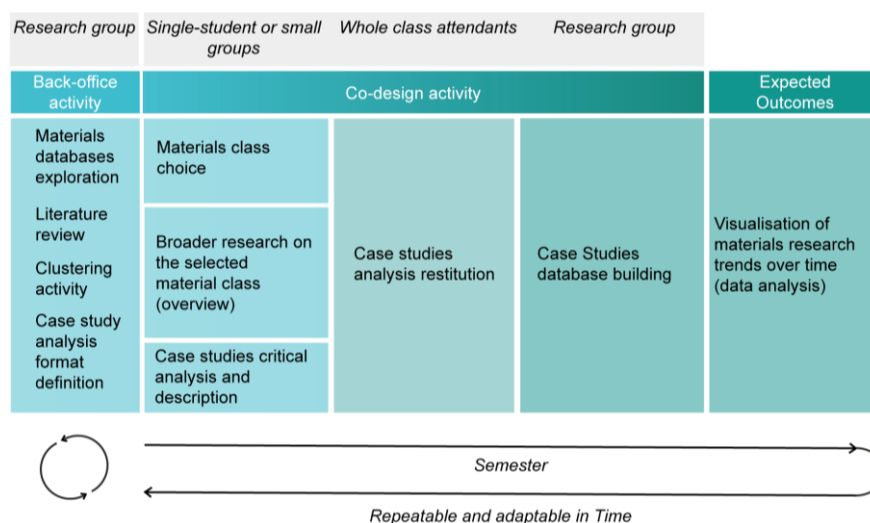 Research group
Single-student or small
groups
Whole class attendants
Research group
Back-office
activity
Co-design activity
Expected
Outcomes
Materials
databases
exploration
Literature
review
Clustering
activity
Case study
analysis
format
definition
Materials class
choice
Broader research on
the selected
material class
(overview)
Case studies critical
analysis and
description
Case studies
analysis restitution
Case Studies
database building
Visualisation of
materials research
trends over time
(data analysis)
Semester
Repeatable and adaptable in Time